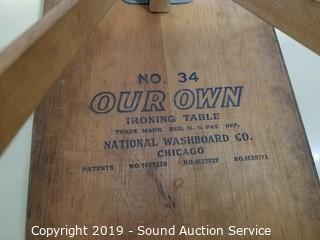 NO. 34
OUR OWN
IRONING TABLE
TRADE MARK. REG. U.S. PAT. OFF.
NATIONAL WASHBOARD CO.
CHICAGO
PATENTS
Copyright 2019 - Sound Auction Service